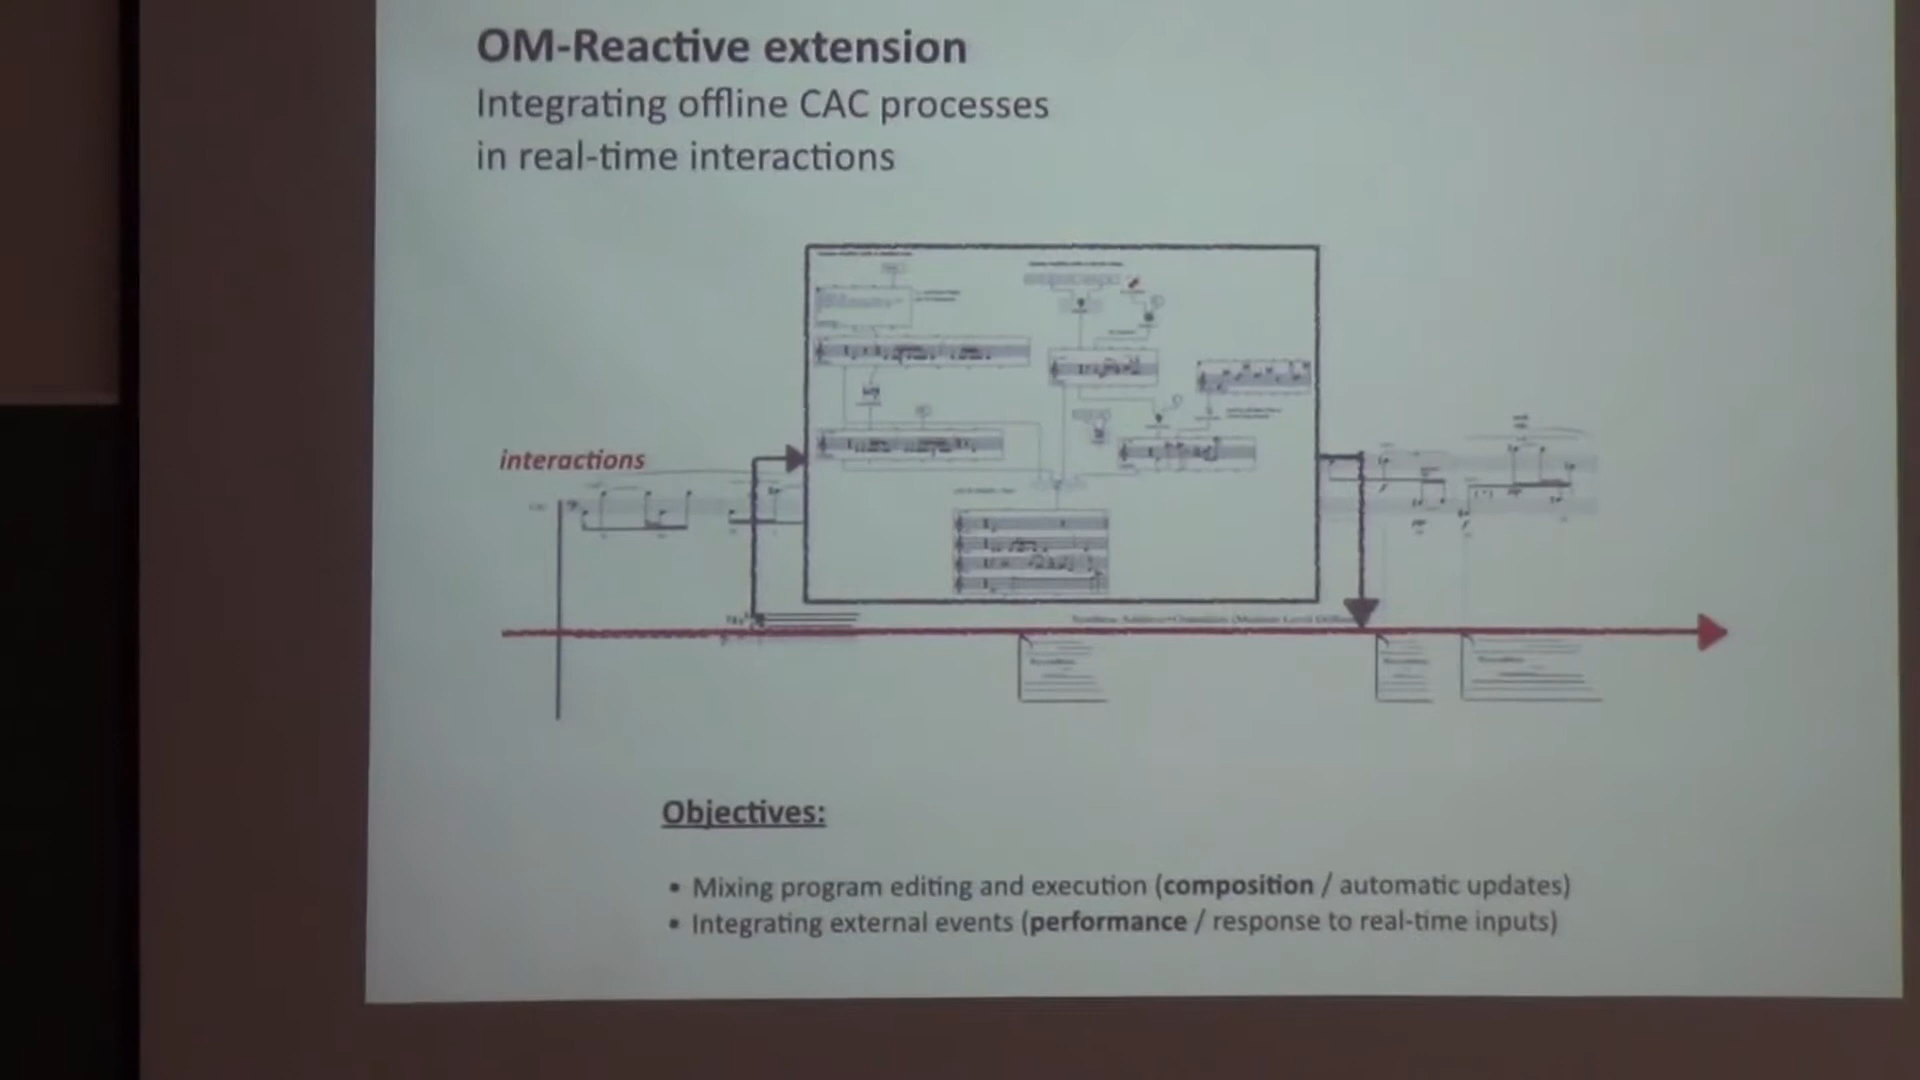 OM-Reactive extension
Integrating offline CAC processes
in real-time interactions
interactions
Objectives:
• Mixing program editing and execution (composition / automatic updates)
• Integrating external events (performance / response to real-time inputs)